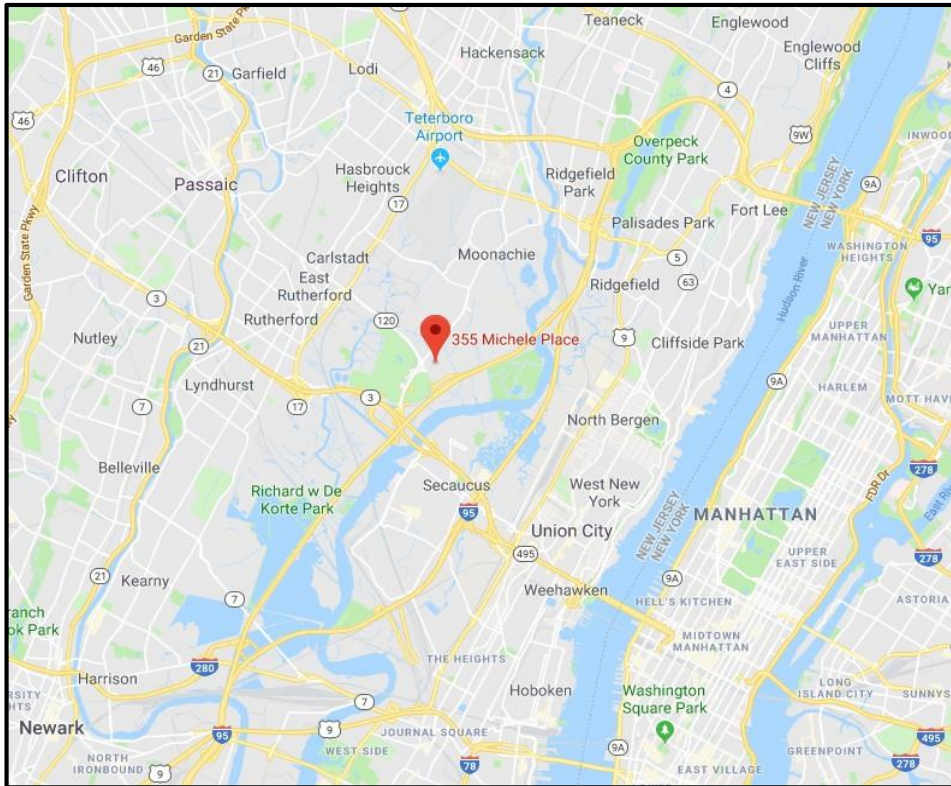 Teaneck
Englewood
Garden State Pkwy
Hackensack
Englewood
Cliffs
46
Garfield
Lodi
21
46
4
Teterboro
Airport
9W
INWOOD
Overpeck
County Park
Clifton
Passaic
Hasbrouck
Heights
Ridgefield
Park
NEW JERSEY
NEW YORK
9A
17
Palisades Park
Fort Lee
95
Garden State Pkwy
Carlstadt
Moonachie
5
WASHINGTON
HEIGHTS
East
Rutherford
63
Hudson River
Ridgefield
3
Rutherford
120
UPPER
MANHATTAN
Nutley
21
355 Michele Place
9
Cliffside Park
Lyndhurst
9A
HARLEM
17
3
MOTT HAV
7
North Bergen
Belleville
278
FDR Dr
Richard w De
Korte Park
Secaucus
West New
York
95
NEW JERSEY
NEW YORK
MANHATTAN
Union City
495
UPPER
EAST SIDE
278
21
Kearny
7
9A
Weehawken
ASTORIA
HELL'S KITCHEN
MIDTOWN
MANHATTAN
THE HEIGHTS
280
Harrison
Hoboken
Washington
Square Park
LONG
ISLAND CITY
SUNNYS
7
Newark
95
9
JOURNAL SQUARE
9A
495
WEST SIDE
GREENPOINT
NORTH
IRONBOUND
9
78
EAST VILLAGE
278